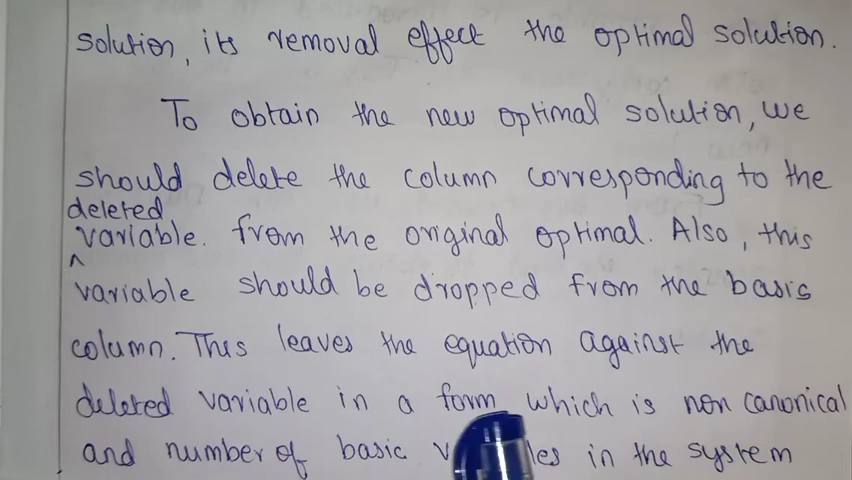 solution, its removal effect the optimal solution.
To obtain the new optimal solution, we
should delete the column corresponding to the
deleted
variable. from the original optimal. Also, this
variable should be dropped from the basis
column. This leaves the equation against the
deleted variable in a form which is non canonical
and number of basic in the system